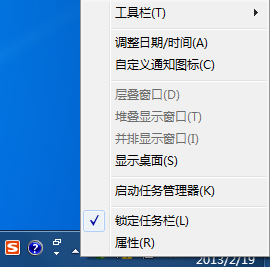 工具栏(T)
调整日期/时间(A)
自定义通知图标(C)
层叠窗口(D)
堆叠显示窗口(T)
并排显示窗口(I)
显示桌面(S)
启动任务管理器(K)
锁定任务栏(L)
属性(R)
S ?
2013/2/19